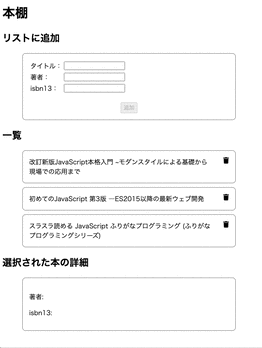 本棚
リストに追加
タイトル：
著者：
isbn13：
追加
一覧
改訂新版JavaScript本格入門 ~モダンスタイルによる基礎から
現場での応用まで
初めてのJavaScript 第3版 ―ES2015以降の最新ウェブ開発
スラスラ読める JavaScript ふりがなプログラミング (ふりがな
プログラミングシリーズ)
選択された本の詳細
著者:
isbn13: